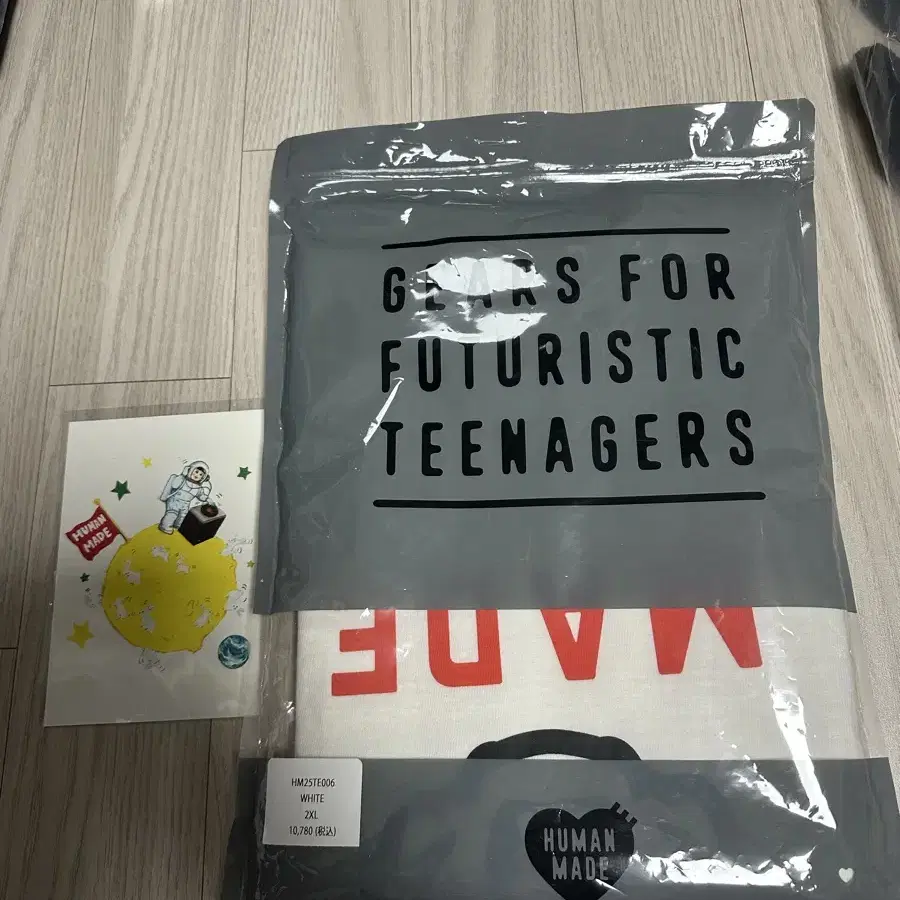 GEARS FOR
FUTURISTIC
TEENAGERS
HUMAN
MADE
MADE
HM25TE006
WHITE
2XL
10,780 (税込)
HUMAN
MADE